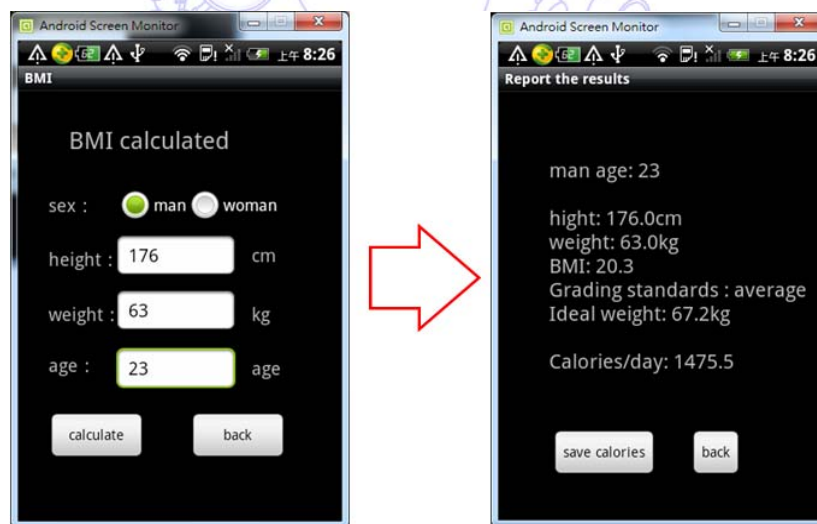 Android Screen Monitor
上午 8:26
BMI
BMI calculated
sex : man woman
height : 176 cm
weight : 63 kg
age : 23 age
calculate back
Android Screen Monitor
上午 8:26
Report the results
man age: 23
hight: 176.0cm
weight: 63.0kg
BMI: 20.3
Grading standards : average
Ideal weight: 67.2kg
Calories/day: 1475.5
save calories back